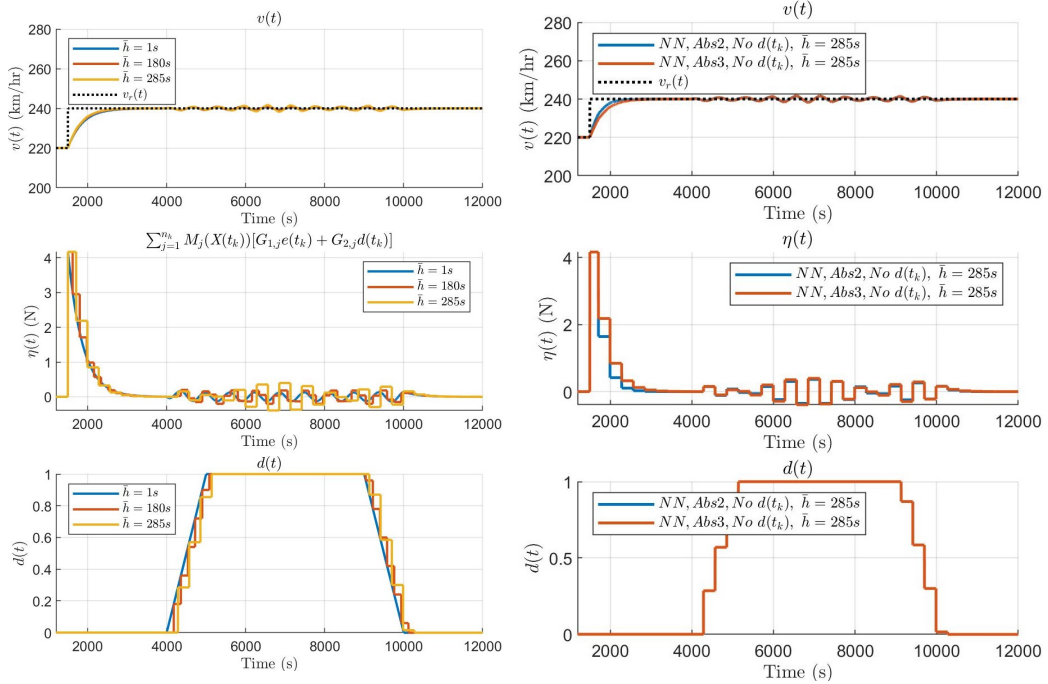 v(t)
280
260
240
220
200
v(t) (km/hr)
h̄ = 1s
h̄ = 180s
h̄ = 285s
v_r(t)
2000 4000 6000 8000 10000 12000
Time (s)
∑_{j=1}^{n_h} M_j(X(t_k))[G_{1,j}e(t_k) + G_{2,j}d(t_k)]
4
3
2
1
0
η(t) (N)
h̄ = 1s
h̄ = 180s
h̄ = 285s
2000 4000 6000 8000 10000 12000
Time (s)
d(t)
1
0.8
0.6
0.4
0.2
0
d(t)
h̄ = 1s
h̄ = 180s
h̄ = 285s
2000 4000 6000 8000 10000 12000
Time (s)
v(t)
280
260
240
220
200
v(t) (km/hr)
NN, Abs2, No d(t_k), h̄ = 285s
NN, Abs3, No d(t_k), h̄ = 285s
v_r(t)
2000 4000 6000 8000 10000 12000
Time (s)
η(t)
4
2
0
η(t) (N)
NN, Abs2, No d(t_k), h̄ = 285s
NN, Abs3, No d(t_k), h̄ = 285s
2000 4000 6000 8000 10000 12000
Time (s)
d(t)
1
0.5
0
d(t)
NN, Abs2, No d(t_k), h̄ = 285s
NN, Abs3, No d(t_k), h̄ = 285s
2000 4000 6000 8000 10000 12000
Time (s)